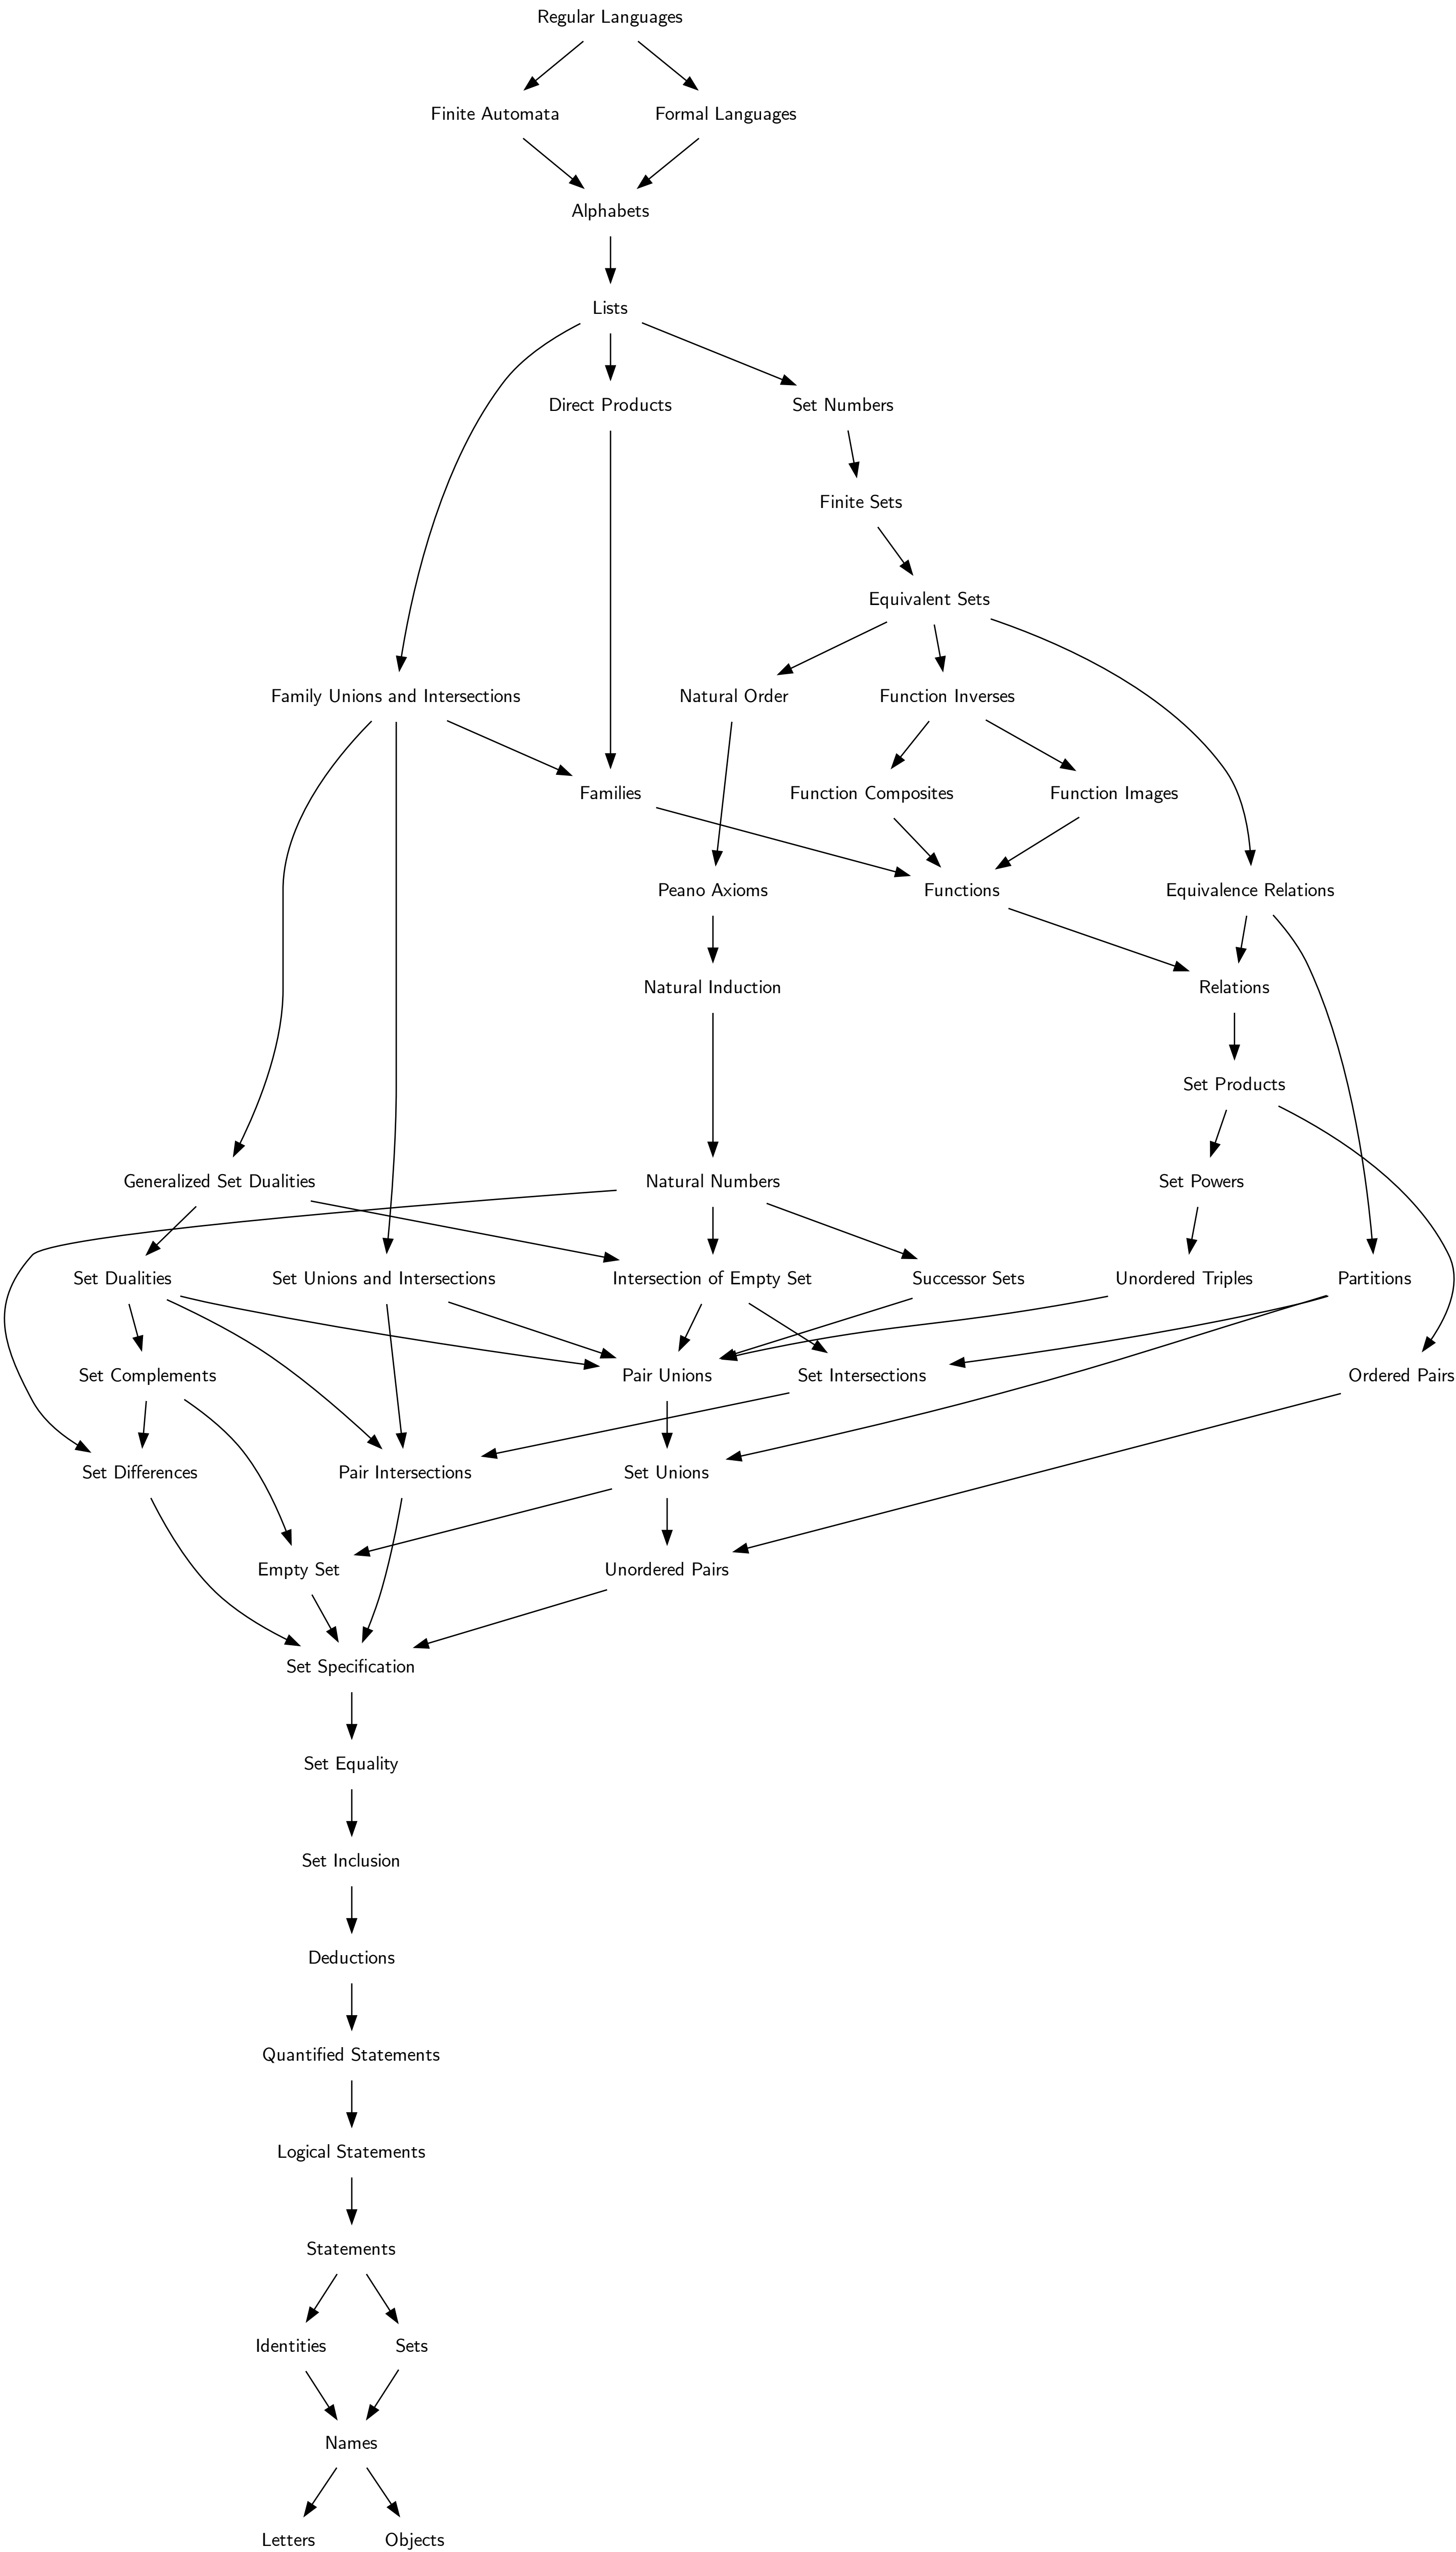 Regular Languages
Finite Automata
Formal Languages
Alphabets
Lists
Direct Products
Set Numbers
Finite Sets
Equivalent Sets
Family Unions and Intersections
Natural Order
Function Inverses
Families
Function Composites
Function Images
Peano Axioms
Functions
Equivalence Relations
Natural Induction
Relations
Set Products
Generalized Set Dualities
Natural Numbers
Set Powers
Set Dualities
Set Unions and Intersections
Intersection of Empty Set
Successor Sets
Unordered Triples
Partitions
Set Complements
Pair Unions
Set Intersections
Ordered Pairs
Set Differences
Pair Intersections
Set Unions
Empty Set
Unordered Pairs
Set Specification
Set Equality
Set Inclusion
Deductions
Quantified Statements
Logical Statements
Statements
Identities
Sets
Names
Letters
Objects